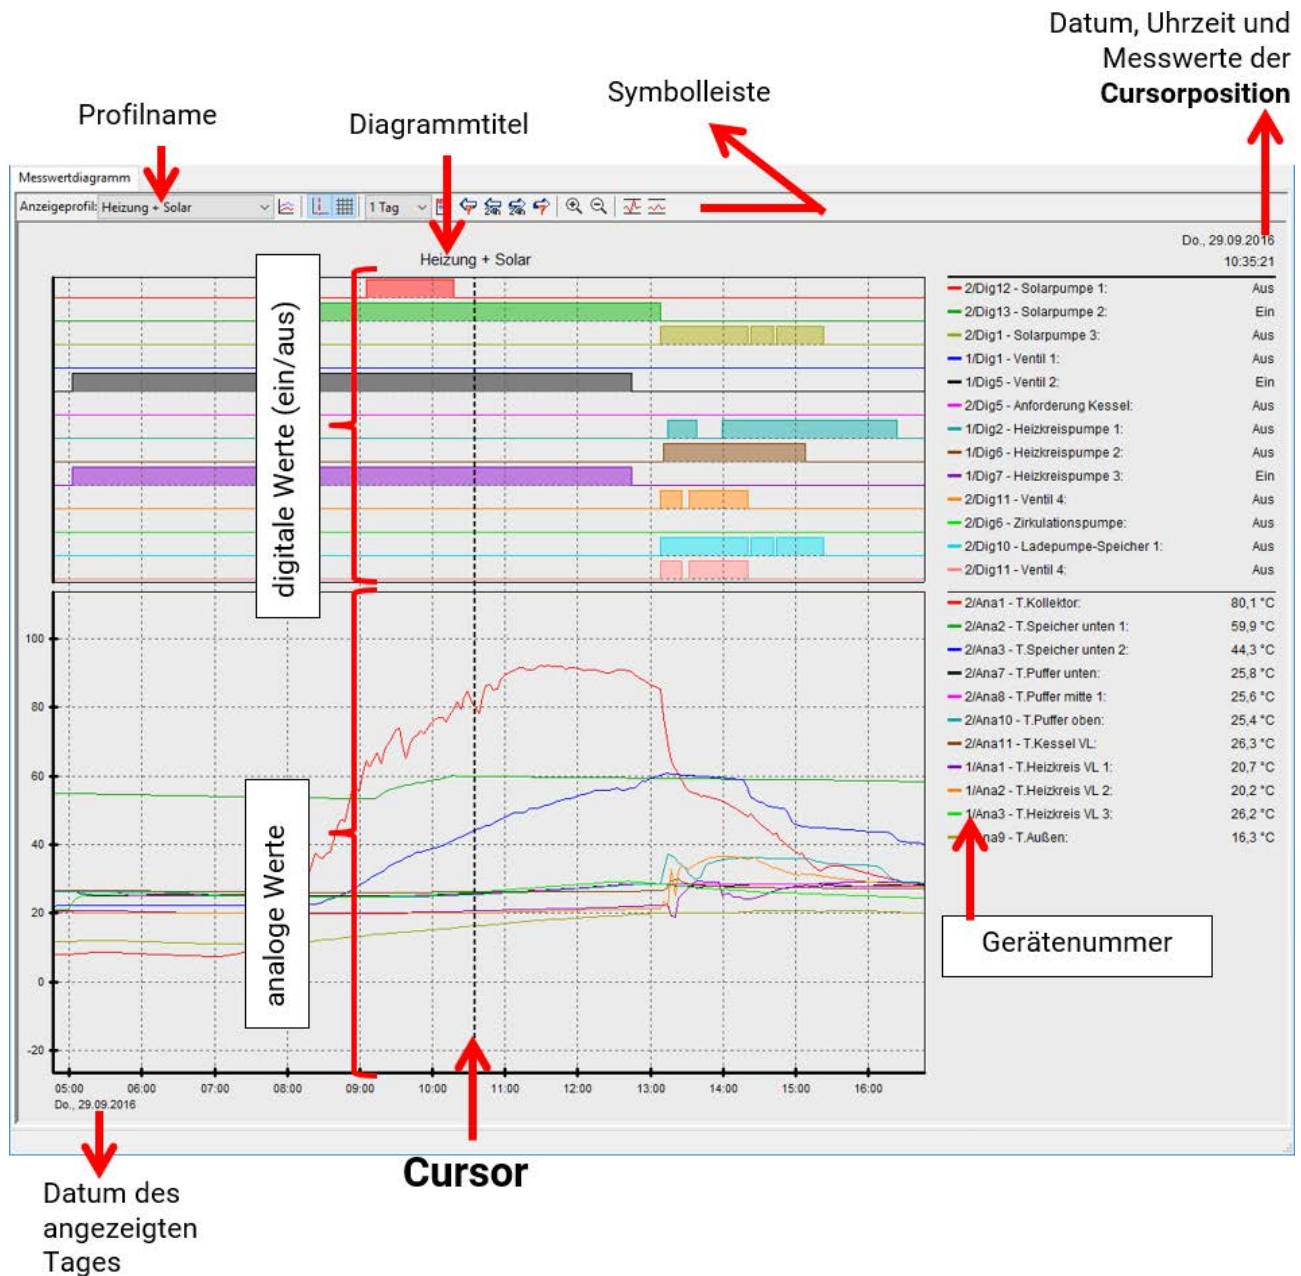 Datum, Uhrzeit und
Messwerte der
Cursorposition
Symbolleiste
Profilname
Diagrammtitel
Messwertdiagramm
Anzeigeprofil: Heizung + Solar 1 Tag
Do., 29.09.2016
10:35:21
Heizung + Solar
digitale Werte (ein/aus)
2/Dig12 - Solarpumpe 1: Aus
2/Dig13 - Solarpumpe 2: Ein
2/Dig1 - Solarpumpe 3: Aus
1/Dig1 - Ventil 1: Aus
1/Dig5 - Ventil 2: Ein
2/Dig5 - Anforderung Kessel: Aus
1/Dig2 - Heizkreispumpe 1: Aus
1/Dig6 - Heizkreispumpe 2: Aus
1/Dig7 - Heizkreispumpe 3: Ein
2/Dig11 - Ventil 4: Aus
2/Dig6 - Zirkulationspumpe: Aus
2/Dig10 - Ladepumpe-Speicher 1: Aus
2/Dig11 - Ventil 4: Aus
2/Ana1 - T.Kollektor: 80,1 °C
2/Ana2 - T.Speicher unten 1: 59,9 °C
2/Ana3 - T.Speicher unten 2: 44,3 °C
2/Ana7 - T.Puffer unten: 25,8 °C
2/Ana8 - T.Puffer mitte 1: 25,6 °C
2/Ana10 - T.Puffer oben: 25,4 °C
2/Ana11 - T.Kessel VL: 26,3 °C
1/Ana1 - T.Heizkreis VL 1: 20,7 °C
1/Ana2 - T.Heizkreis VL 2: 20,2 °C
1/Ana3 - T.Heizkreis VL 3: 26,2 °C
Ana9 - T.Außen: 16,3 °C
100
80
60
40
20
0
-20
analoge Werte
Gerätenummer
05:00 06:00 07:00 08:00 09:00 10:00 11:00 12:00 13:00 14:00 15:00 16:00
Do., 29.09.2016
Cursor
Datum des
angezeigten
Tages